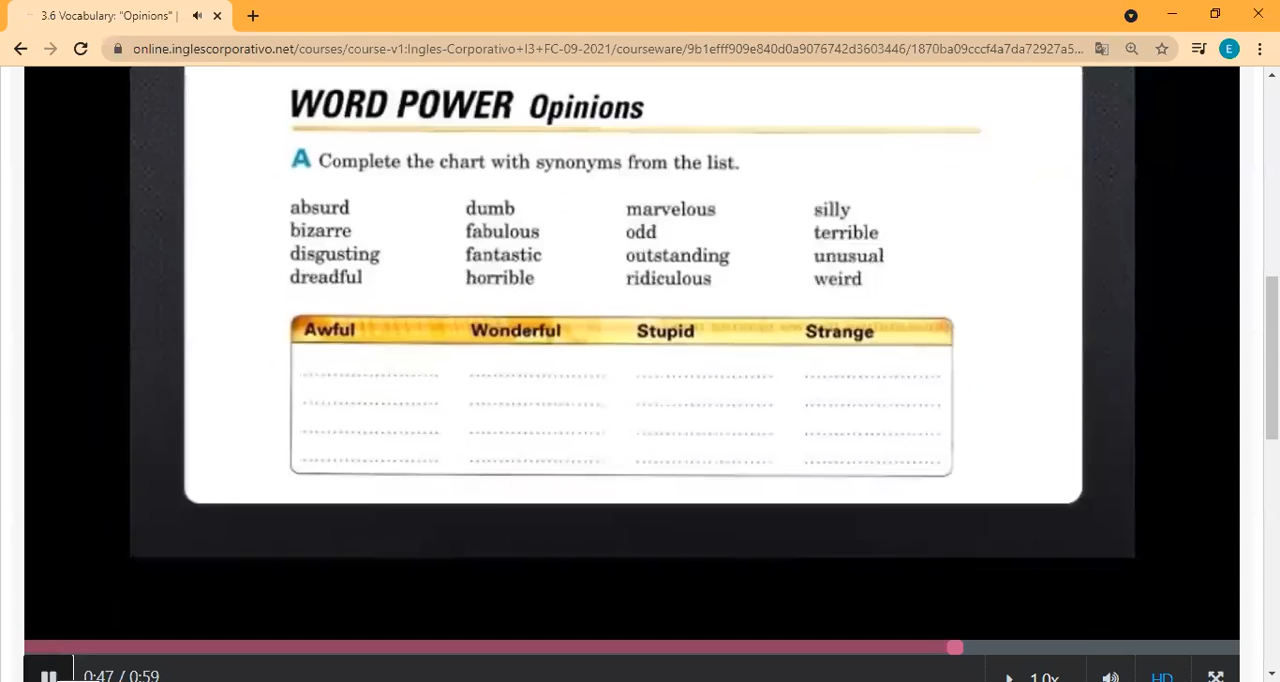 3.6 Vocabulary: "Opinions" |
online.inglescorporativo.net/courses/course-v1:Ingles-Corporativo+I3+FC-09-2021/courseware/9b1efff909e840d0a9076742d3603446/1870ba09cccf4a7da72927a5...
E
WORD POWER Opinions
A Complete the chart with synonyms from the list.
absurd dumb marvelous silly
bizarre fabulous odd terrible
disgusting fantastic outstanding unusual
dreadful horrible ridiculous weird
Awful Wonderful Stupid Strange
0:47 / 0:59 1.0x HD